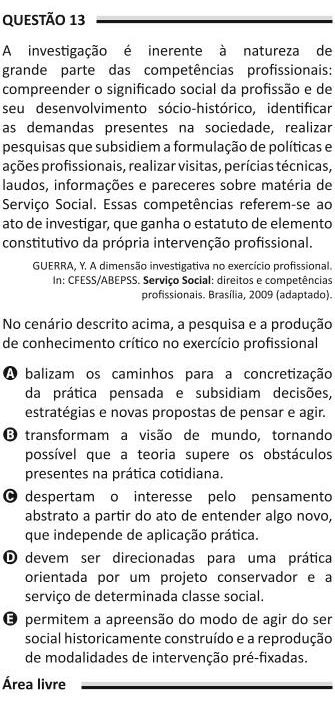 QUESTÃO 13
A investigação é inerente à natureza de
grande parte das competências profissionais:
compreender o significado social da profissão e de
seu desenvolvimento sócio-histórico, identificar
as demandas presentes na sociedade, realizar
pesquisas que subsidiem a formulação de políticas e
ações profissionais, realizar visitas, perícias técnicas,
laudos, informações e pareceres sobre matéria de
Serviço Social. Essas competências referem-se ao
ato de investigar, que ganha o estatuto de elemento
constitutivo da própria intervenção profissional.
GUERRA, Y. A dimensão investigativa no exercício profissional.
In: CFESS/ABEPSS. Serviço Social: direitos e competências
profissionais. Brasília, 2009 (adaptado).
No cenário descrito acima, a pesquisa e a produção
de conhecimento crítico no exercício profissional
A balizam os caminhos para a concretização
da prática pensada e subsidiam decisões,
estratégias e novas propostas de pensar e agir.
B transformam a visão de mundo, tornando
possível que a teoria supere os obstáculos
presentes na prática cotidiana.
C despertam o interesse pelo pensamento
abstrato a partir do ato de entender algo novo,
que independe de aplicação prática.
D devem ser direcionadas para uma prática
orientada por um projeto conservador e a
serviço de determinada classe social.
E permitem a apreensão do modo de agir do ser
social historicamente construído e a reprodução
de modalidades de intervenção pré-fixadas.
Área livre